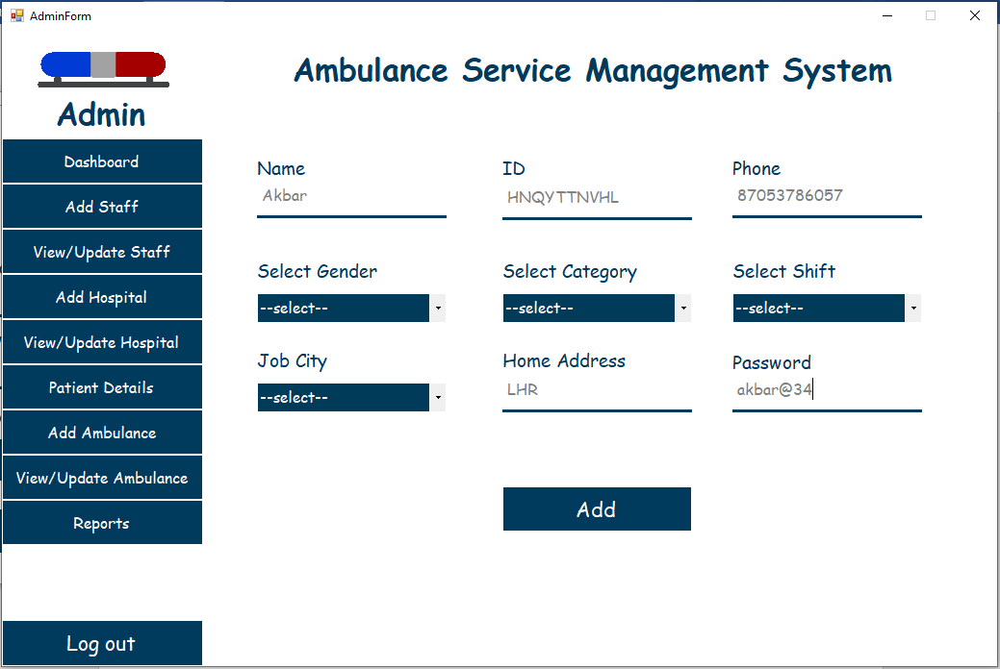 AdminForm
Ambulance Service Management System
Admin
Dashboard
Add Staff
View/Update Staff
Add Hospital
View/Update Hospital
Patient Details
Add Ambulance
View/Update Ambulance
Reports
Log out
Name ID Phone
Akbar HNQYTTNVHL 87053786057
Select Gender Select Category Select Shift
--select-- --select-- --select--
Job City Home Address Password
--select-- LHR akbar@34
Add